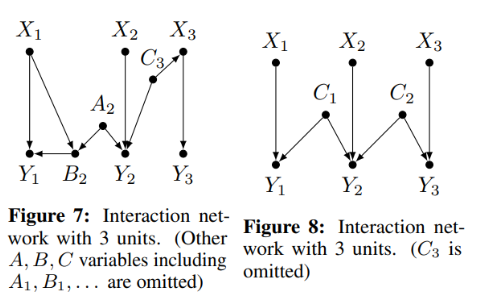 X₁ X₂ X₃
C₃
A₂
Y₁ B₂ Y₂ Y₃
Figure 7: Interaction net-
work with 3 units. (Other
A, B, C variables including
A₁, B₁, . . . are omitted)
X₁ X₂ X₃
C₁ C₂
Y₁ Y₂ Y₃
Figure 8: Interaction net-
work with 3 units. (C₃ is
omitted)